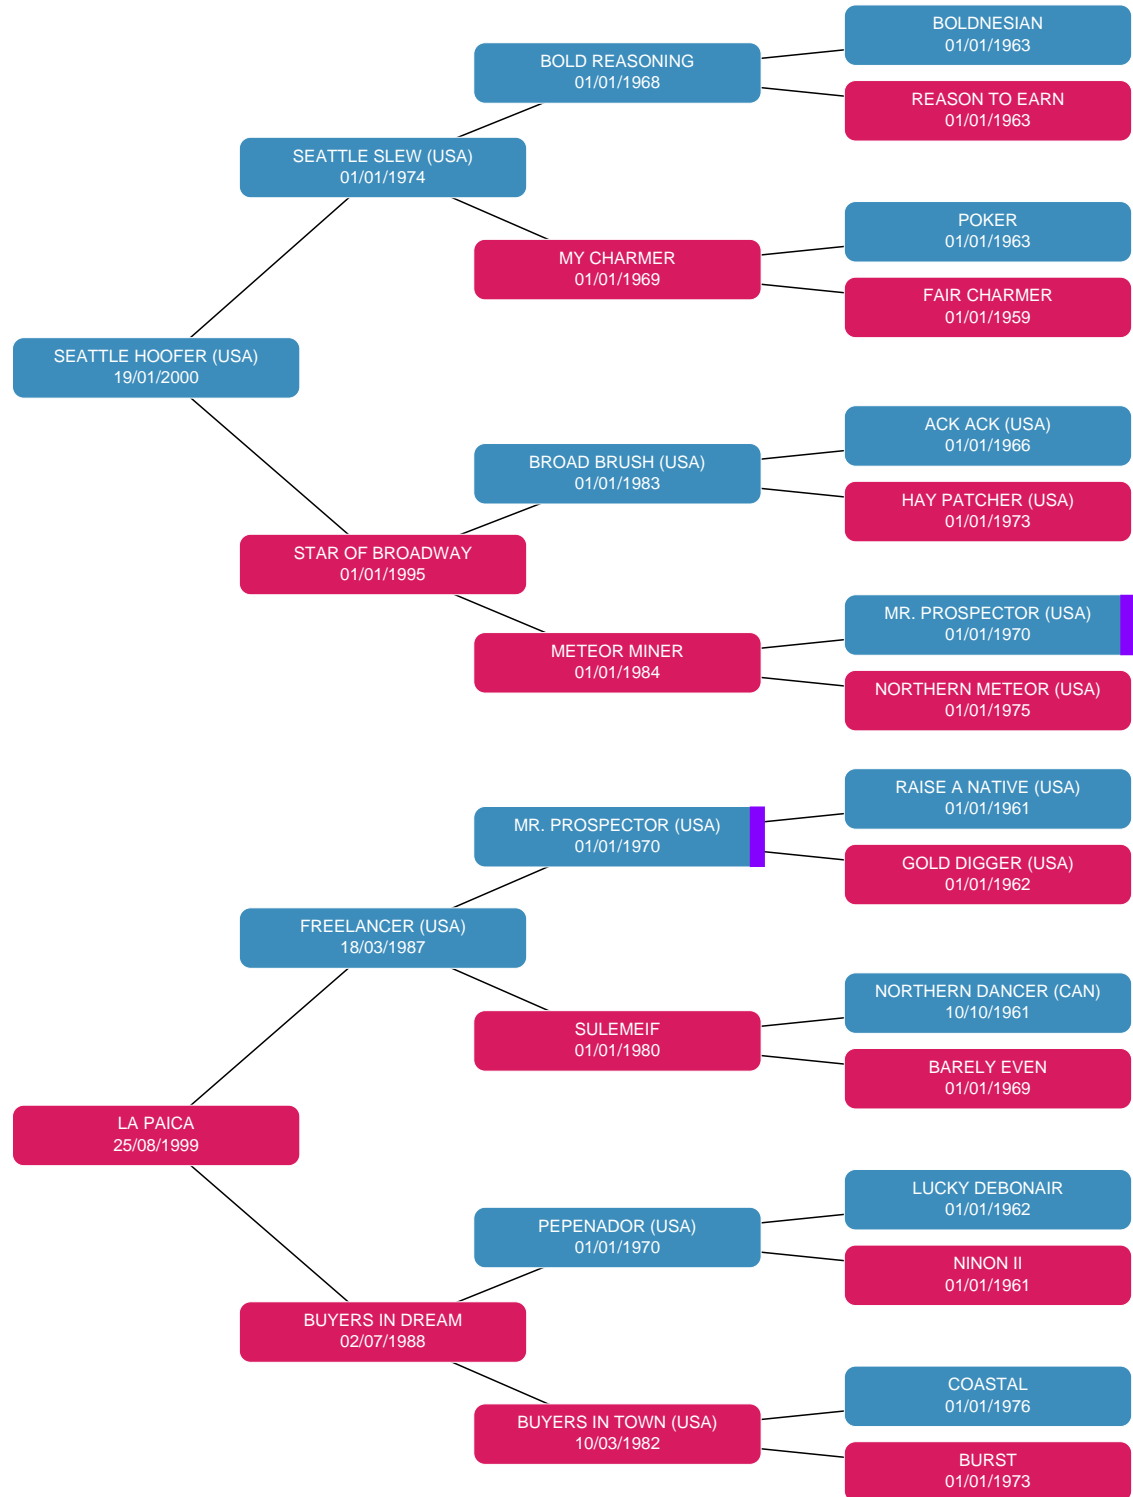 BOLDNESIAN
01/01/1963
BOLD REASONING
01/01/1968
REASON TO EARN
01/01/1963
SEATTLE SLEW (USA)
01/01/1974
POKER
01/01/1963
MY CHARMER
01/01/1969
FAIR CHARMER
01/01/1959
SEATTLE HOOFER (USA)
19/01/2000
ACK ACK (USA)
01/01/1966
BROAD BRUSH (USA)
01/01/1983
HAY PATCHER (USA)
01/01/1973
STAR OF BROADWAY
01/01/1995
MR. PROSPECTOR (USA)
01/01/1970
METEOR MINER
01/01/1984
NORTHERN METEOR (USA)
01/01/1975
RAISE A NATIVE (USA)
01/01/1961
MR. PROSPECTOR (USA)
01/01/1970
GOLD DIGGER (USA)
01/01/1962
FREELANCER (USA)
18/03/1987
NORTHERN DANCER (CAN)
10/10/1961
SULEMEIF
01/01/1980
BARELY EVEN
01/01/1969
LA PAICA
25/08/1999
LUCKY DEBONAIR
01/01/1962
PEPENADOR (USA)
01/01/1970
NINON II
01/01/1961
BUYERS IN DREAM
02/07/1988
COASTAL
01/01/1976
BUYERS IN TOWN (USA)
10/03/1982
BURST
01/01/1973